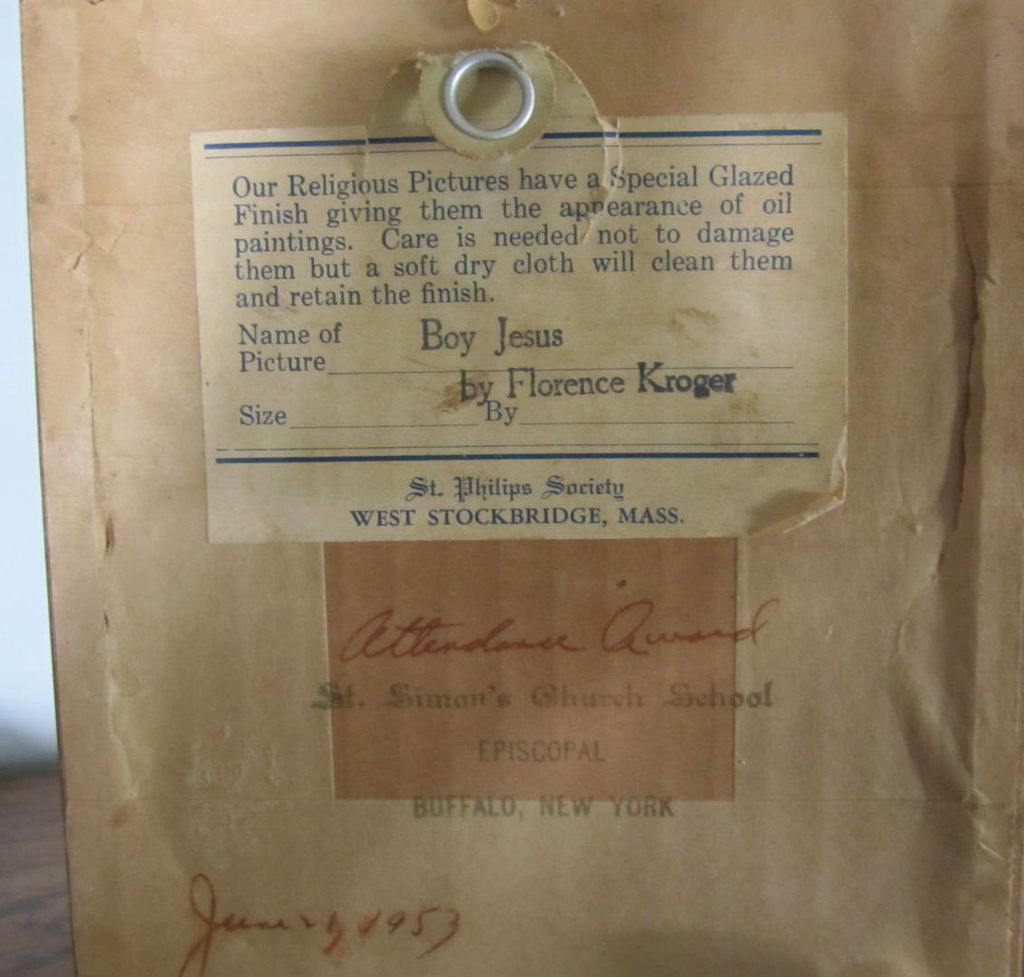 Our Religious Pictures have a Special Glazed
Finish giving them the appearance of oil
paintings. Care is needed not to damage
them but a soft dry cloth will clean them
and retain the finish.
Name of Boy Jesus
Picture
by Florence Kroger
Size By
St. Philips Society
WEST STOCKBRIDGE, MASS.
Attendance Award
St. Simon's Church School
EPISCOPAL
BUFFALO, NEW YORK
June 21, 1953